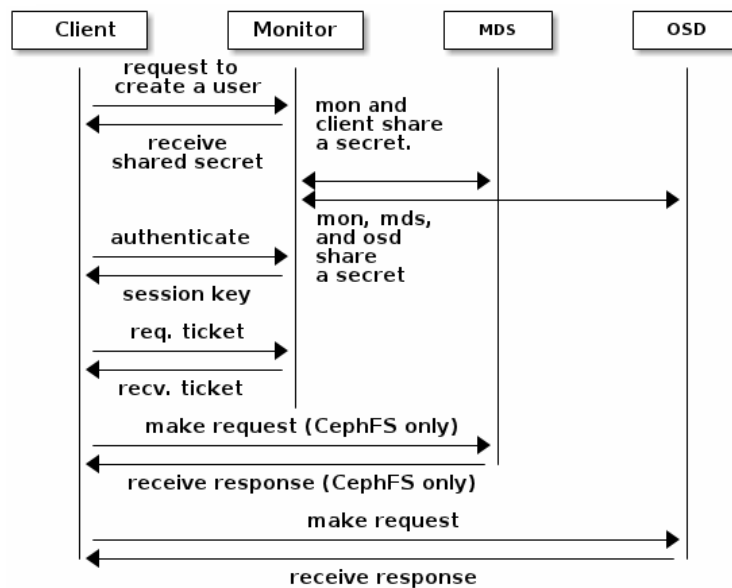 Client
Monitor
MDS
OSD
request to
create a user
mon and
client share
a secret.
receive
shared secret
mon, mds,
and osd
share
a secret
authenticate
session key
req. ticket
recv. ticket
make request (CephFS only)
receive response (CephFS only)
make request
receive response